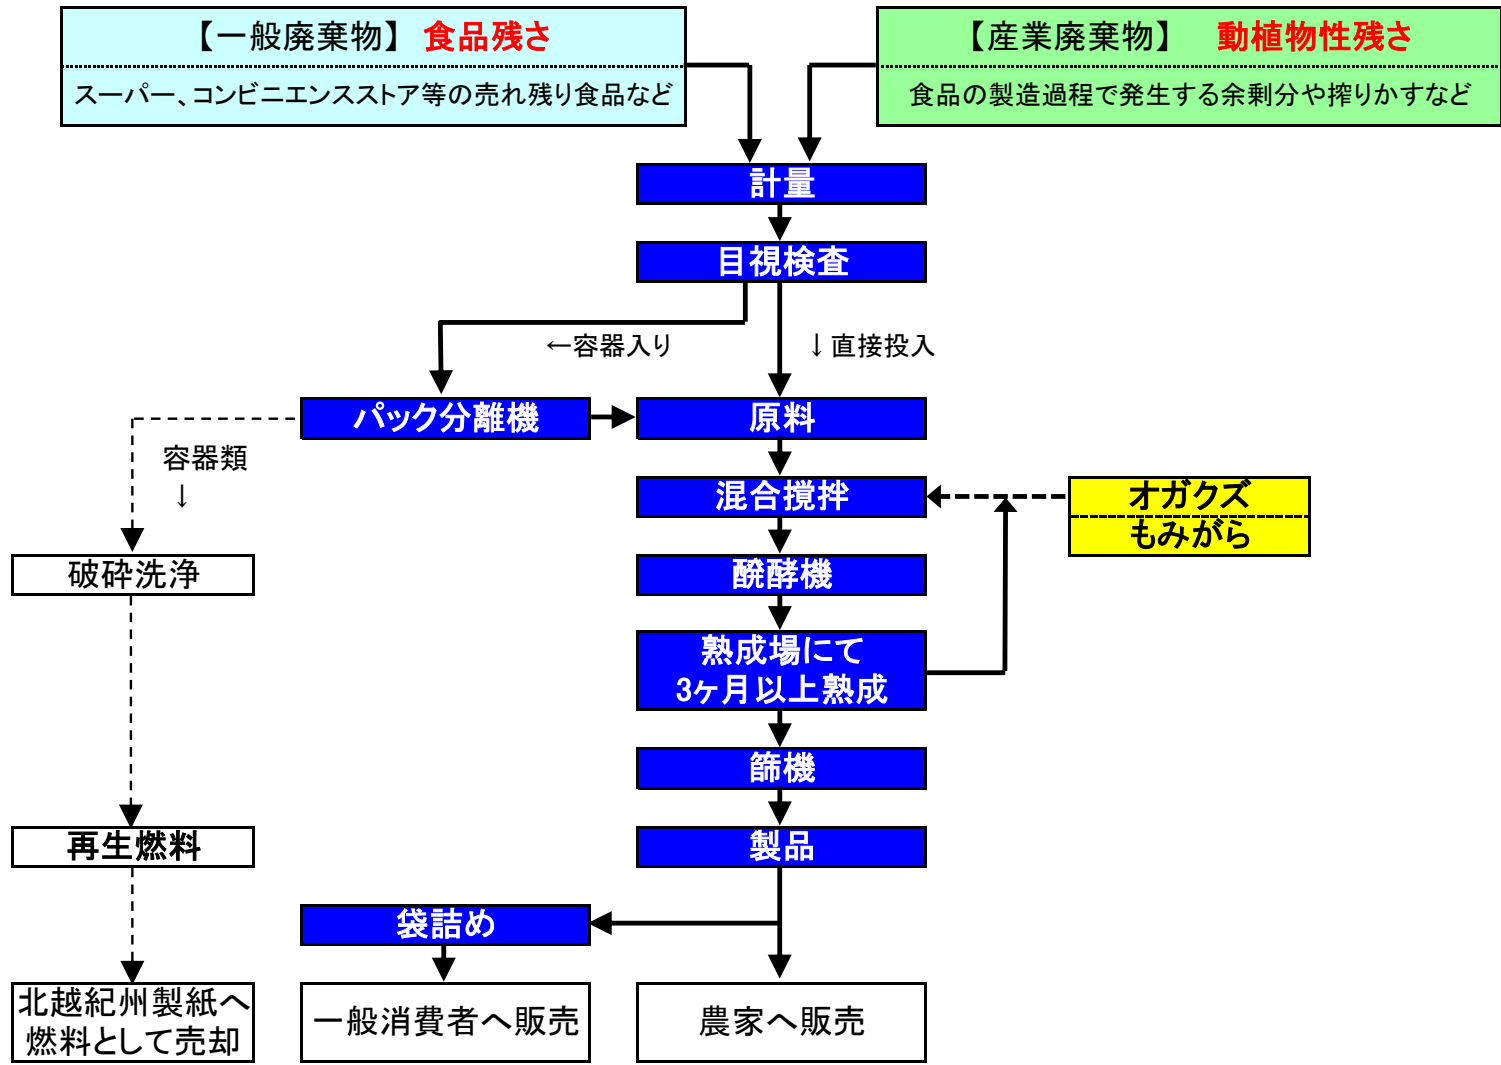 【一般廃棄物】 食品残さ
スーパー、コンビニエンスストア等の売れ残り食品など
【産業廃棄物】 動植物性残さ
食品の製造過程で発生する余剰分や搾りかすなど
計量
目視検査
←容器入り
↓直接投入
パック分離機
原料
容器類
↓
混合撹拌
オガクズ
もみがら
破砕洗浄
醗酵機
熟成場にて
3ヶ月以上熟成
篩機
再生燃料
製品
袋詰め
北越紀州製紙へ
燃料として売却
一般消費者へ販売
農家へ販売